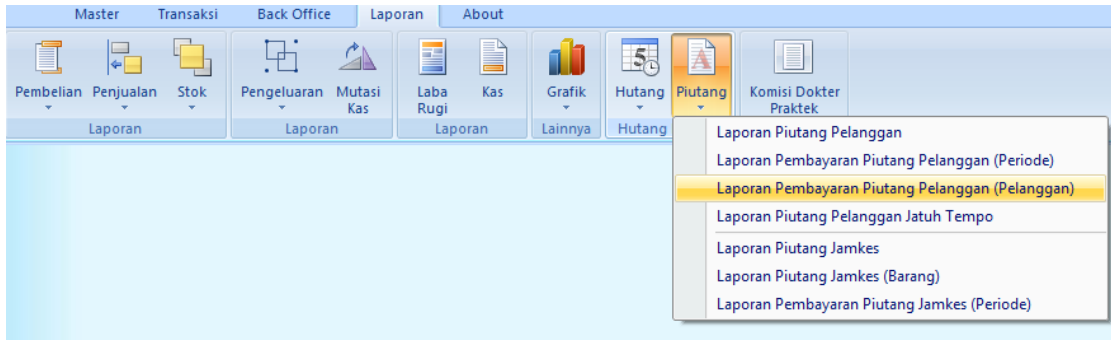 Master Transaksi Back Office Laporan About
Pembelian Penjualan Stok Pengeluaran Mutasi Kas Laba Rugi Kas Grafik Hutang Piutang Komisi Dokter Praktek
Laporan Laporan Laporan Lainnya Hutang
Laporan Piutang Pelanggan
Laporan Pembayaran Piutang Pelanggan (Periode)
Laporan Pembayaran Piutang Pelanggan (Pelanggan)
Laporan Piutang Pelanggan Jatuh Tempo
Laporan Piutang Jamkes
Laporan Piutang Jamkes (Barang)
Laporan Pembayaran Piutang Jamkes (Periode)